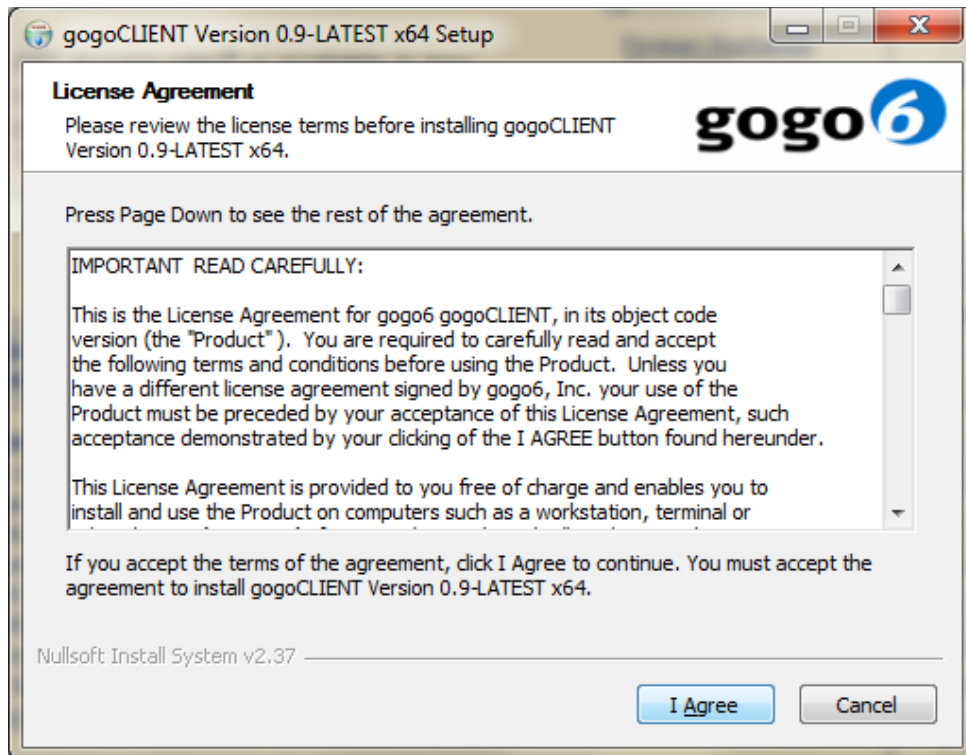 gogoCLIENT Version 0.9-LATEST x64 Setup
License Agreement
Please review the license terms before installing gogoCLIENT
Version 0.9-LATEST x64.
gogo6
Press Page Down to see the rest of the agreement.
IMPORTANT  READ CAREFULLY:
This is the License Agreement for gogo6 gogoCLIENT, in its object code
version (the "Product" ).  You are required to carefully read and accept
the following terms and conditions before using the Product.  Unless you
have a different license agreement signed by gogo6, Inc. your use of the
Product must be preceded by your acceptance of this License Agreement, such
acceptance demonstrated by your clicking of the I AGREE button found hereunder.
This License Agreement is provided to you free of charge and enables you to
install and use the Product on computers such as a workstation, terminal or
If you accept the terms of the agreement, click I Agree to continue. You must accept the
agreement to install gogoCLIENT Version 0.9-LATEST x64.
Nullsoft Install System v2.37
I Agree
Cancel